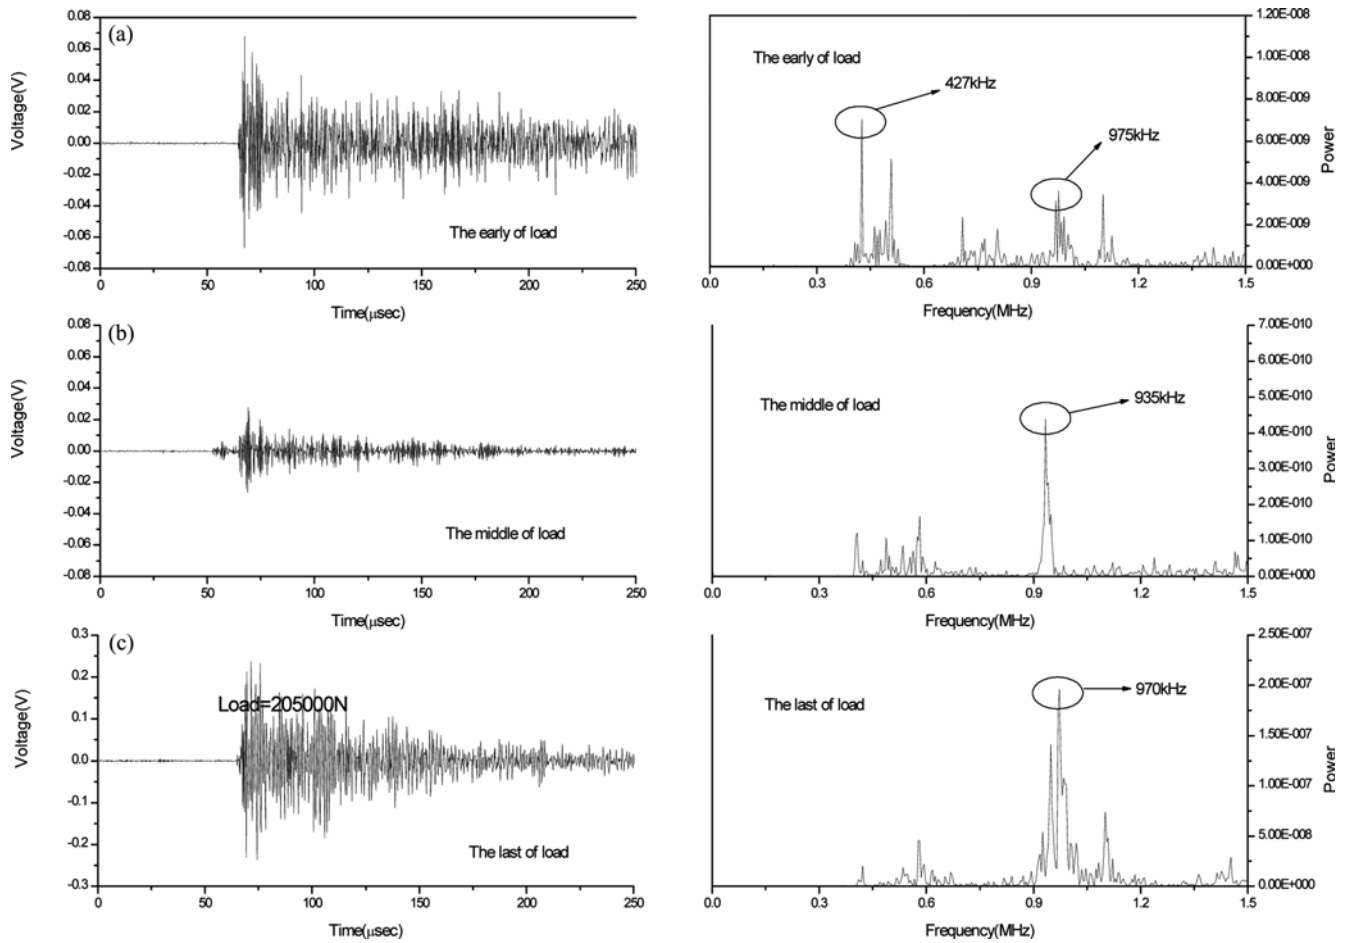 (a)
Voltage(V)
0.08
0.06
0.04
0.02
0.00
-0.02
-0.04
-0.06
-0.08
The early of load
0
50
100
150
200
250
Time(μsec)
The early of load
427kHz
975kHz
1.20E-008
1.00E-008
8.00E-009
6.00E-009
4.00E-009
2.00E-009
0.00E+000
Power
0.0
0.3
0.6
0.9
1.2
1.5
Frequency(MHz)
(b)
Voltage(V)
0.08
0.06
0.04
0.02
0.00
-0.02
-0.04
-0.06
-0.08
The middle of load
0
50
100
150
200
250
Time(μsec)
The middle of load
935kHz
7.00E-010
6.00E-010
5.00E-010
4.00E-010
3.00E-010
2.00E-010
1.00E-010
0.00E+000
Power
0.0
0.3
0.6
0.9
1.2
1.5
Frequency(MHz)
(c)
Voltage(V)
0.3
0.2
0.1
0.0
-0.1
-0.2
-0.3
Load=205000N
The last of load
0
50
100
150
200
250
Time(μsec)
The last of load
970kHz
2.50E-007
2.00E-007
1.50E-007
1.00E-007
5.00E-008
0.00E+000
Power
0.0
0.3
0.6
0.9
1.2
1.5
Frequency(MHz)